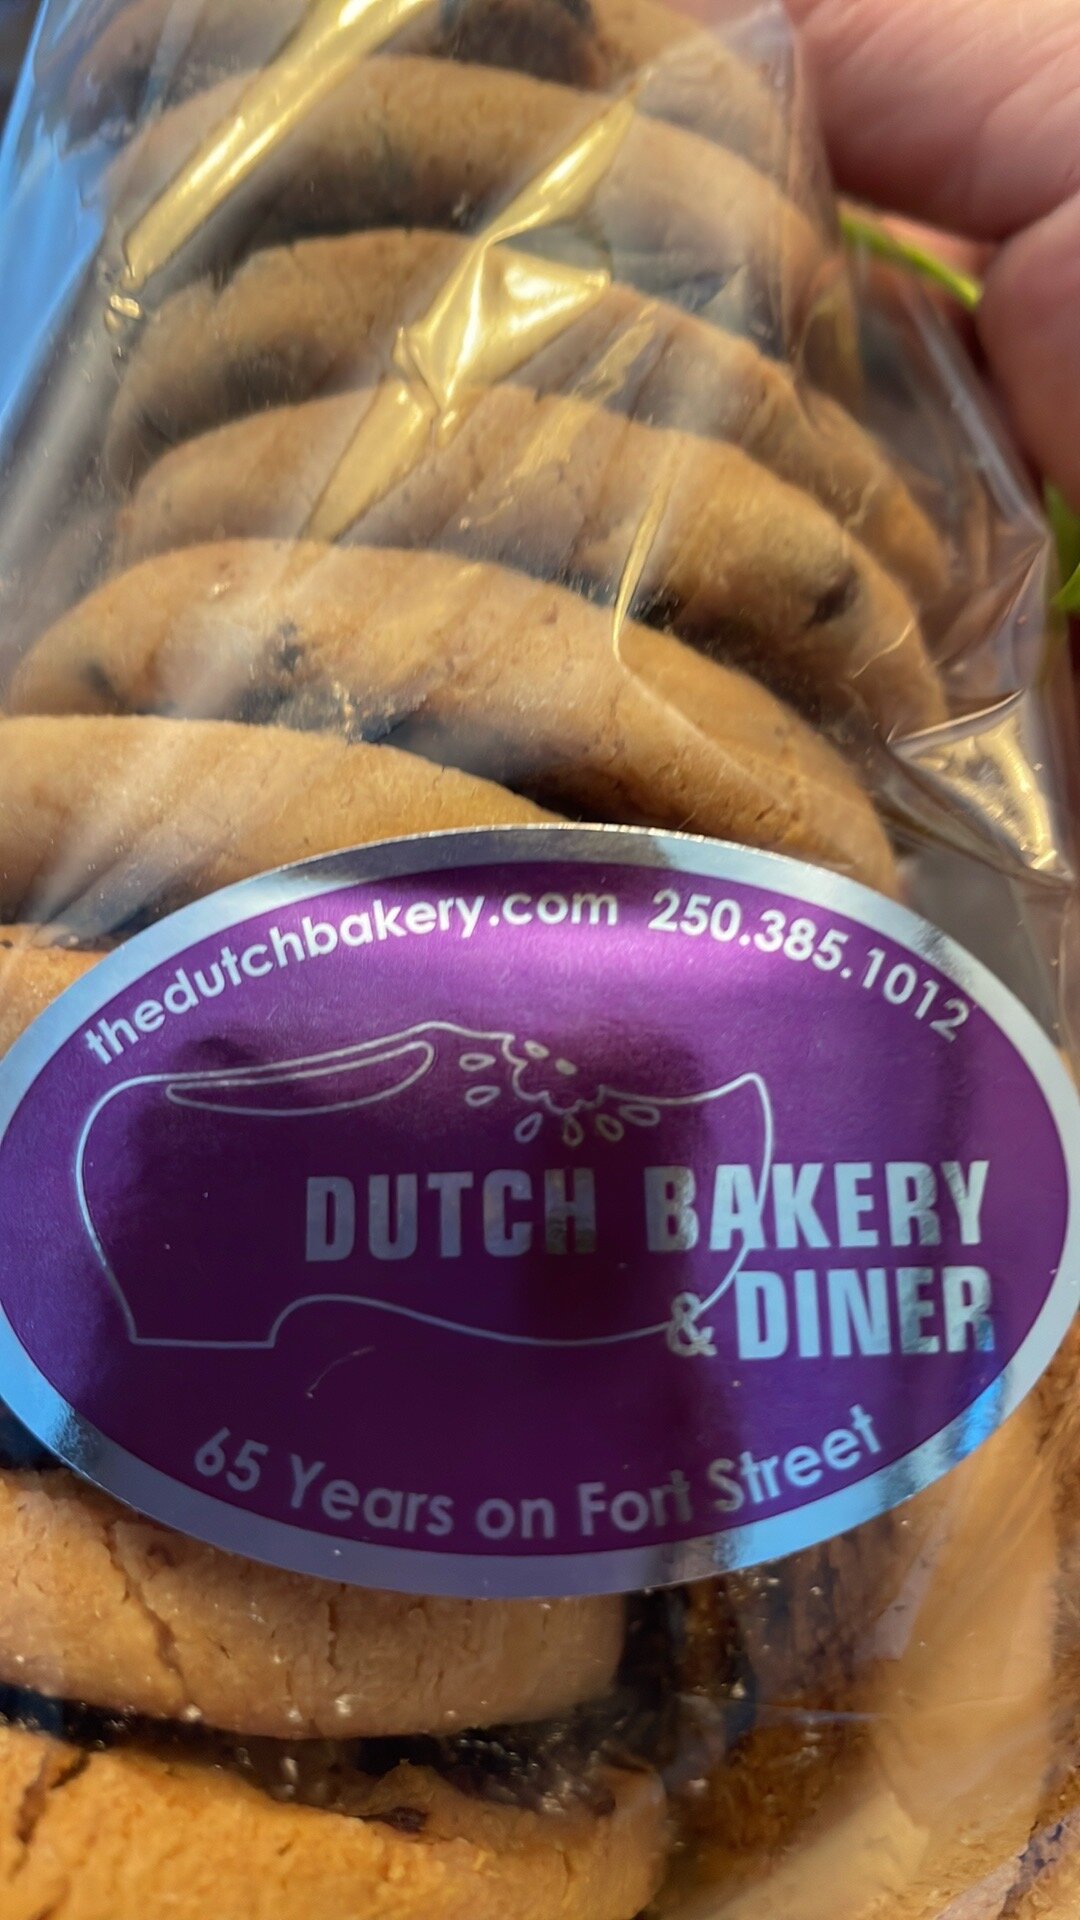 thedutchbakery.com 250.385.1012
DUTCH BAKERY
& DINER
65 Years on Fort Street